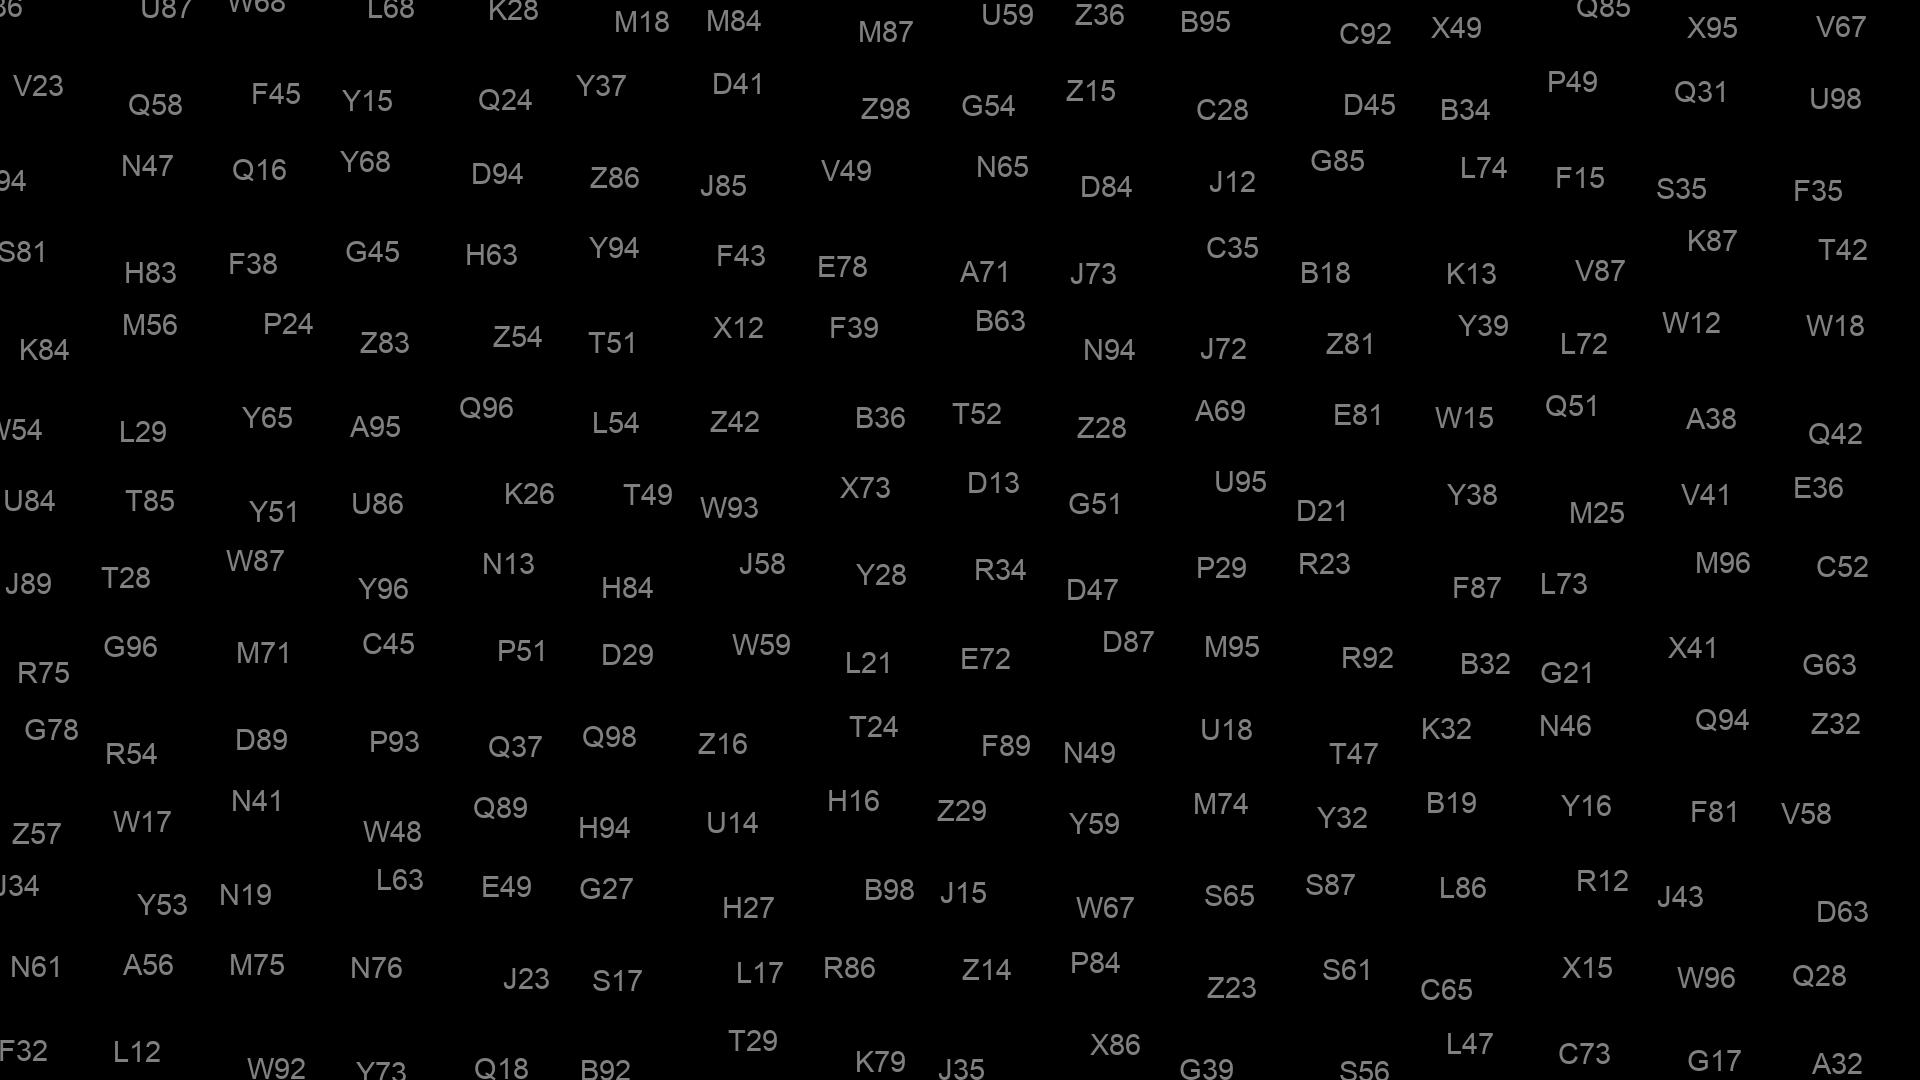 U87 W68 L68 K28 M18 M84 M87 U59 Z36 B95 C92 X49 Q85 X95 V67
V23 Q58 F45 Y15 Q24 Y37 D41 Z98 G54 Z15 C28 D45 B34 P49 Q31 U98
94 N47 Q16 Y68 D94 Z86 J85 V49 N65 D84 J12 G85 L74 F15 S35 F35
S81 H83 F38 G45 H63 Y94 F43 E78 A71 J73 C35 B18 K13 V87 K87 T42
K84 M56 P24 Z83 Z54 T51 X12 F39 B63 N94 J72 Z81 Y39 L72 W12 W18
W54 L29 Y65 A95 Q96 L54 Z42 B36 T52 Z28 A69 E81 W15 Q51 A38 Q42
U84 T85 Y51 U86 K26 T49 W93 X73 D13 G51 U95 D21 Y38 M25 V41 E36
J89 T28 W87 Y96 N13 H84 J58 Y28 R34 D47 P29 R23 F87 L73 M96 C52
R75 G96 M71 C45 P51 D29 W59 L21 E72 D87 M95 R92 B32 G21 X41 G63
G78 R54 D89 P93 Q37 Q98 Z16 T24 F89 N49 U18 T47 K32 N46 Q94 Z32
Z57 W17 N41 W48 Q89 H94 U14 H16 Z29 Y59 M74 Y32 B19 Y16 F81 V58
J34 Y53 N19 L63 E49 G27 H27 B98 J15 W67 S65 S87 L86 R12 J43 D63
N61 A56 M75 N76 J23 S17 L17 R86 Z14 P84 Z23 S61 C65 X15 W96 Q28
F32 L12 W92 Y73 Q18 B92 T29 K79 J35 X86 G39 S56 L47 C73 G17 A32